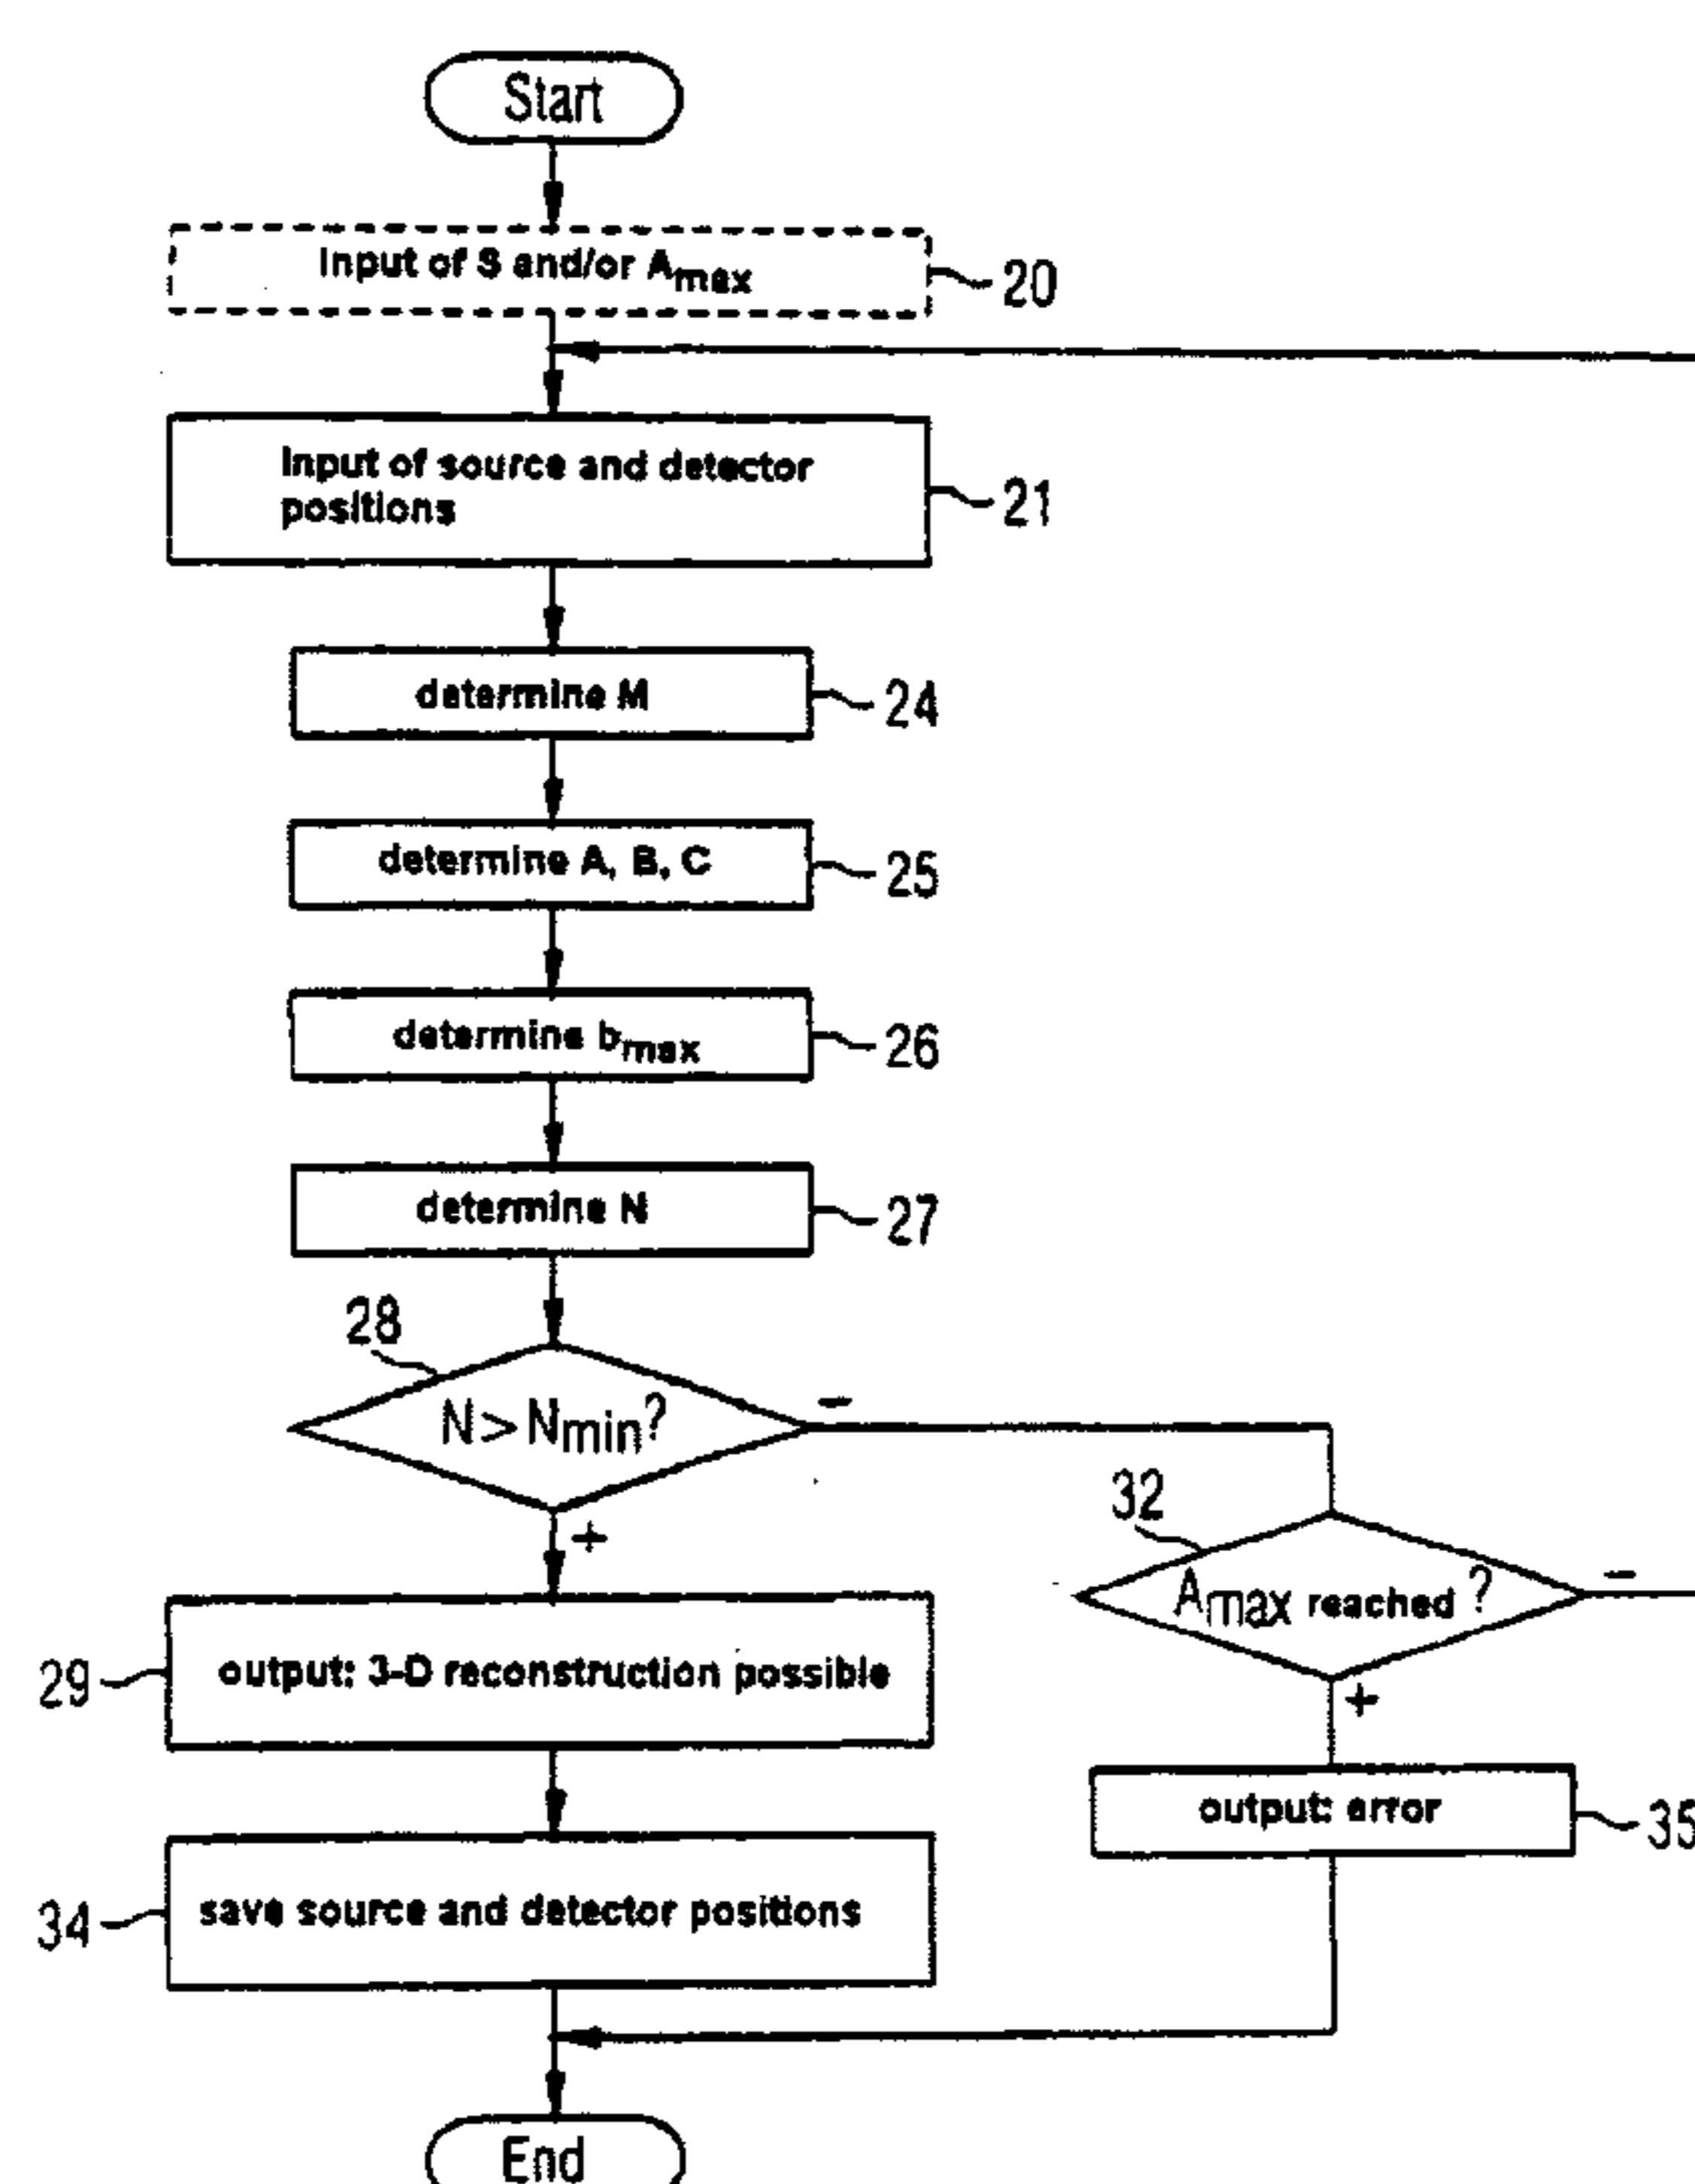 Start
Input of S and/or Amax
20
Input of source and detector
positions
21
determine M
24
determine A, B, C
25
determine bmax
26
determine N
27
28
N > Nmin?
−
+
32
Amax reached ?
−
+
29
output: 3-D reconstruction possible
output: error
35
34
save source and detector positions
End